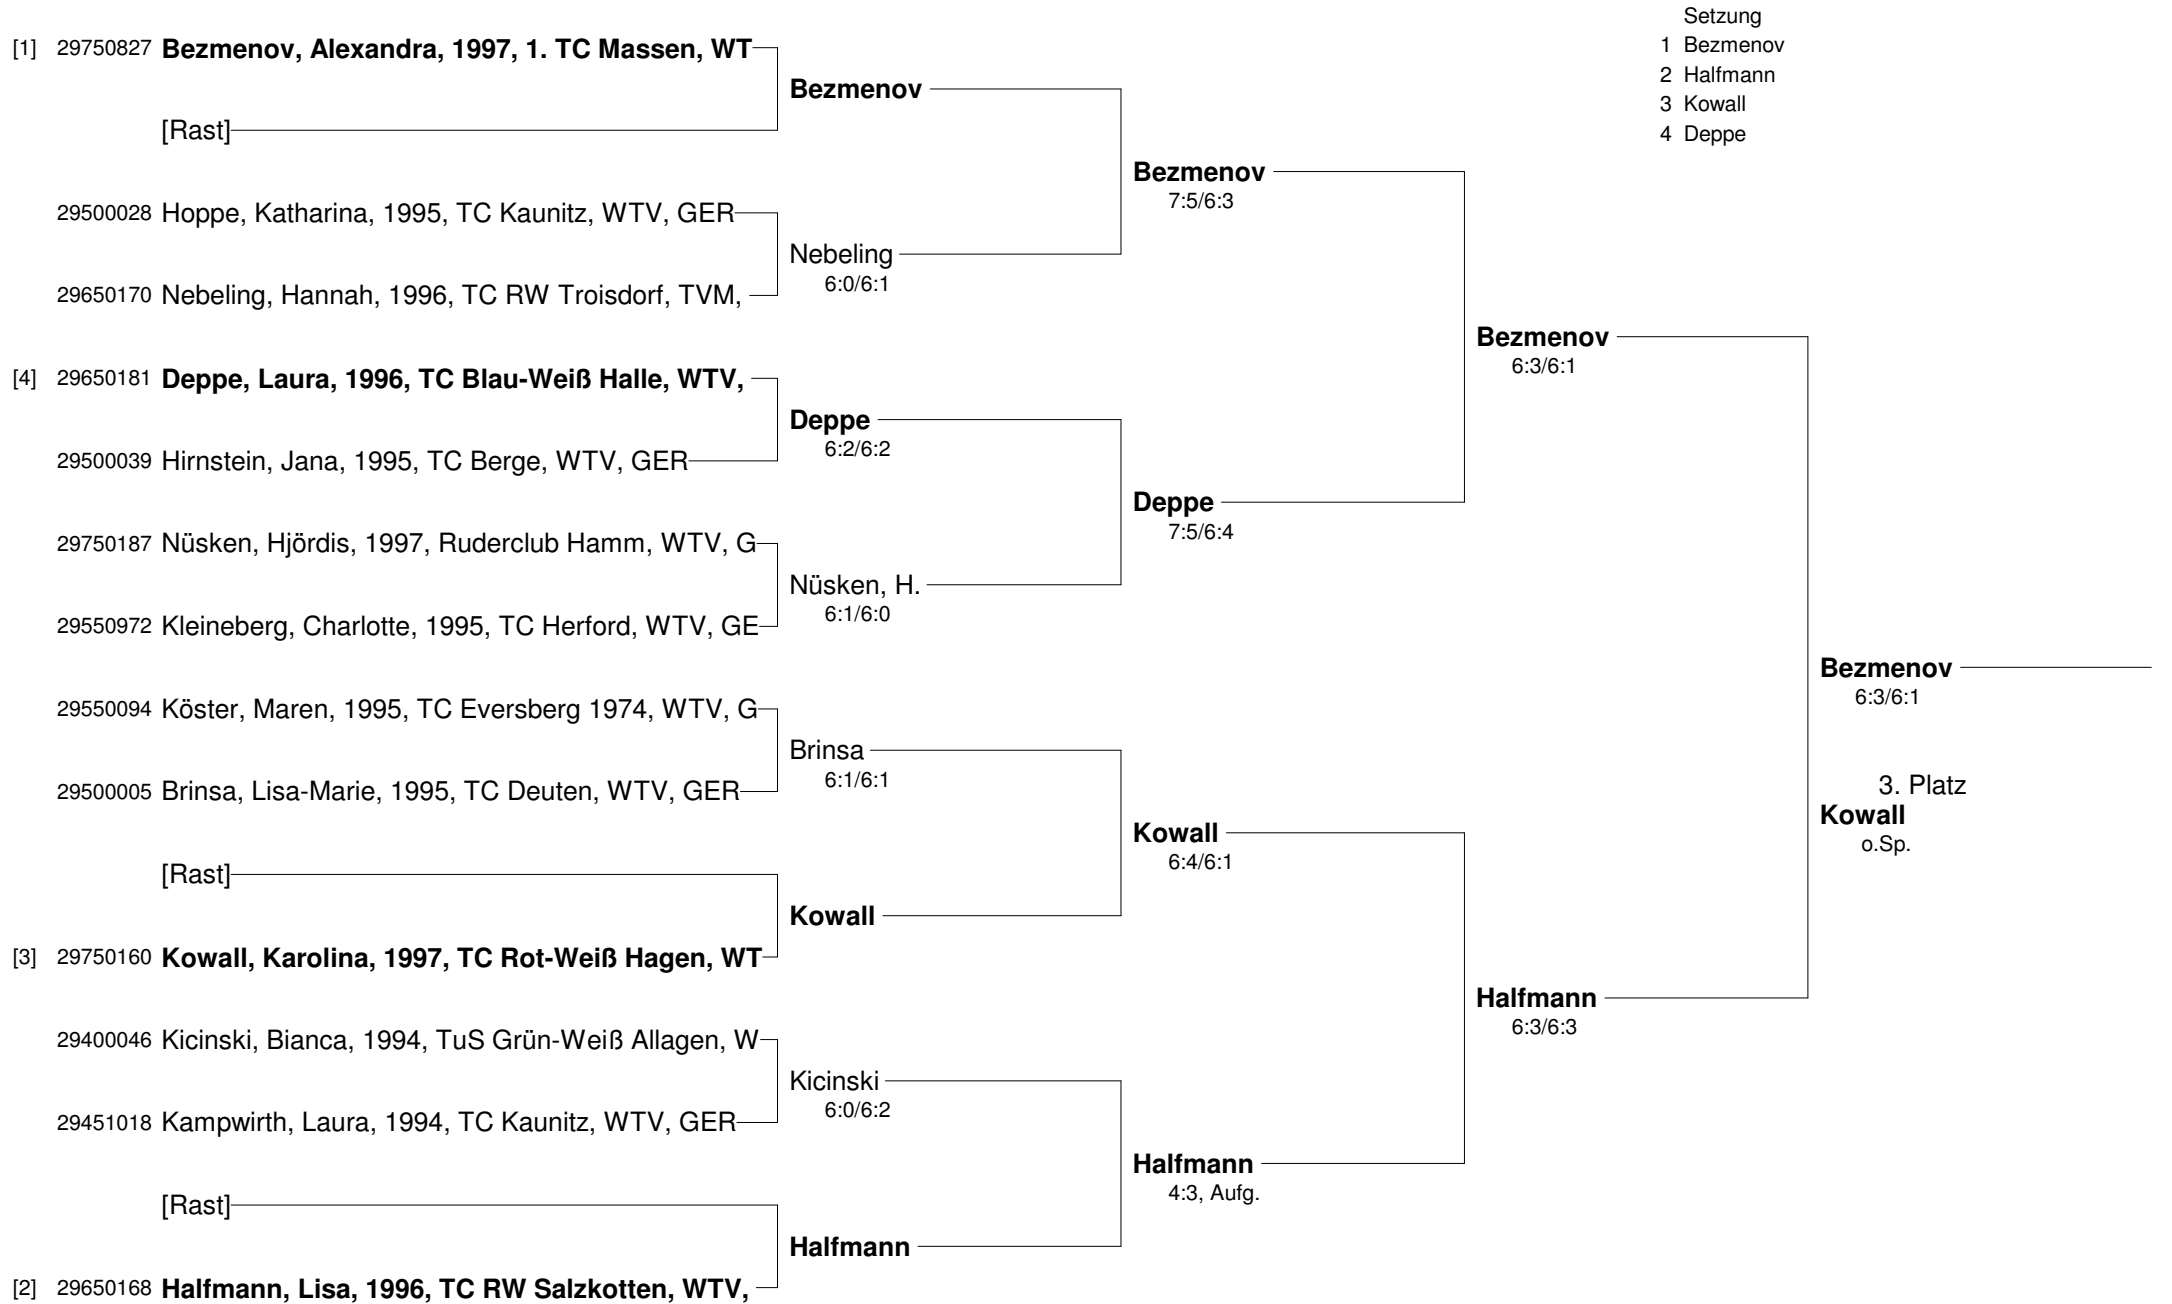 Setzung
1 Bezmenov
2 Halfmann
3 Kowall
4 Deppe
[1] 29750827 Bezmenov, Alexandra, 1997, 1. TC Massen, WT
Bezmenov
[Rast]
Bezmenov
7:5/6:3
29500028 Hoppe, Katharina, 1995, TC Kaunitz, WTV, GER
Nebeling
6:0/6:1
29650170 Nebeling, Hannah, 1996, TC RW Troisdorf, TVM,
Bezmenov
6:3/6:1
[4] 29650181 Deppe, Laura, 1996, TC Blau-Weiß Halle, WTV,
Deppe
6:2/6:2
29500039 Hirnstein, Jana, 1995, TC Berge, WTV, GER
Deppe
7:5/6:4
29750187 Nüsken, Hjördis, 1997, Ruderclub Hamm, WTV, G
Nüsken, H.
6:1/6:0
29550972 Kleineberg, Charlotte, 1995, TC Herford, WTV, GE
Bezmenov
6:3/6:1
29550094 Köster, Maren, 1995, TC Eversberg 1974, WTV, G
Brinsa
6:1/6:1
29500005 Brinsa, Lisa-Marie, 1995, TC Deuten, WTV, GER
3. Platz
Kowall
o.Sp.
Kowall
6:4/6:1
[Rast]
Kowall
[3] 29750160 Kowall, Karolina, 1997, TC Rot-Weiß Hagen, WT
Halfmann
6:3/6:3
29400046 Kicinski, Bianca, 1994, TuS Grün-Weiß Allagen, W
Kicinski
6:0/6:2
29451018 Kampwirth, Laura, 1994, TC Kaunitz, WTV, GER
Halfmann
4:3, Aufg.
[Rast]
Halfmann
[2] 29650168 Halfmann, Lisa, 1996, TC RW Salzkotten, WTV,